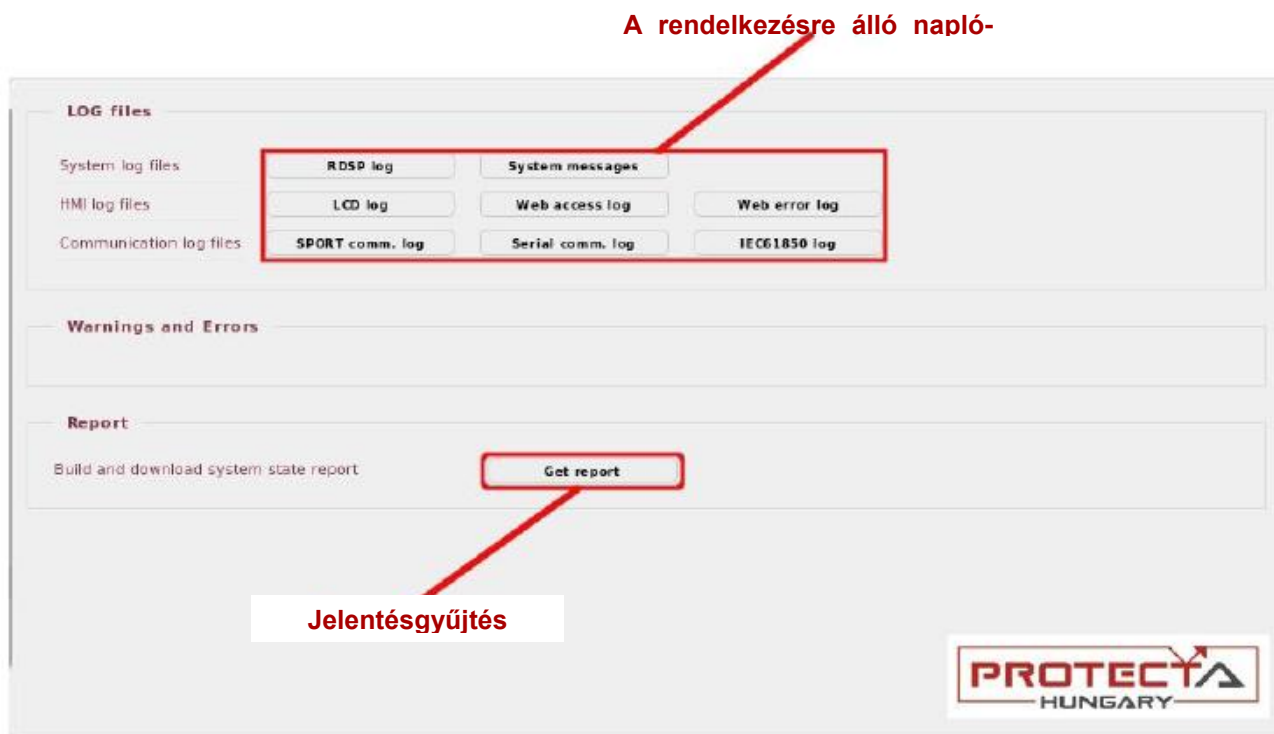 A rendelkezésre álló napló-
LOG files
System log files RDSP log System messages
HMI log files LCD log Web access log Web error log
Communication log files SPORT comm. log Serial comm. log IEC61850 log
Warnings and Errors
Report
Build and download system state report Get report
Jelentésgyűjtés
PROTECTA
HUNGARY